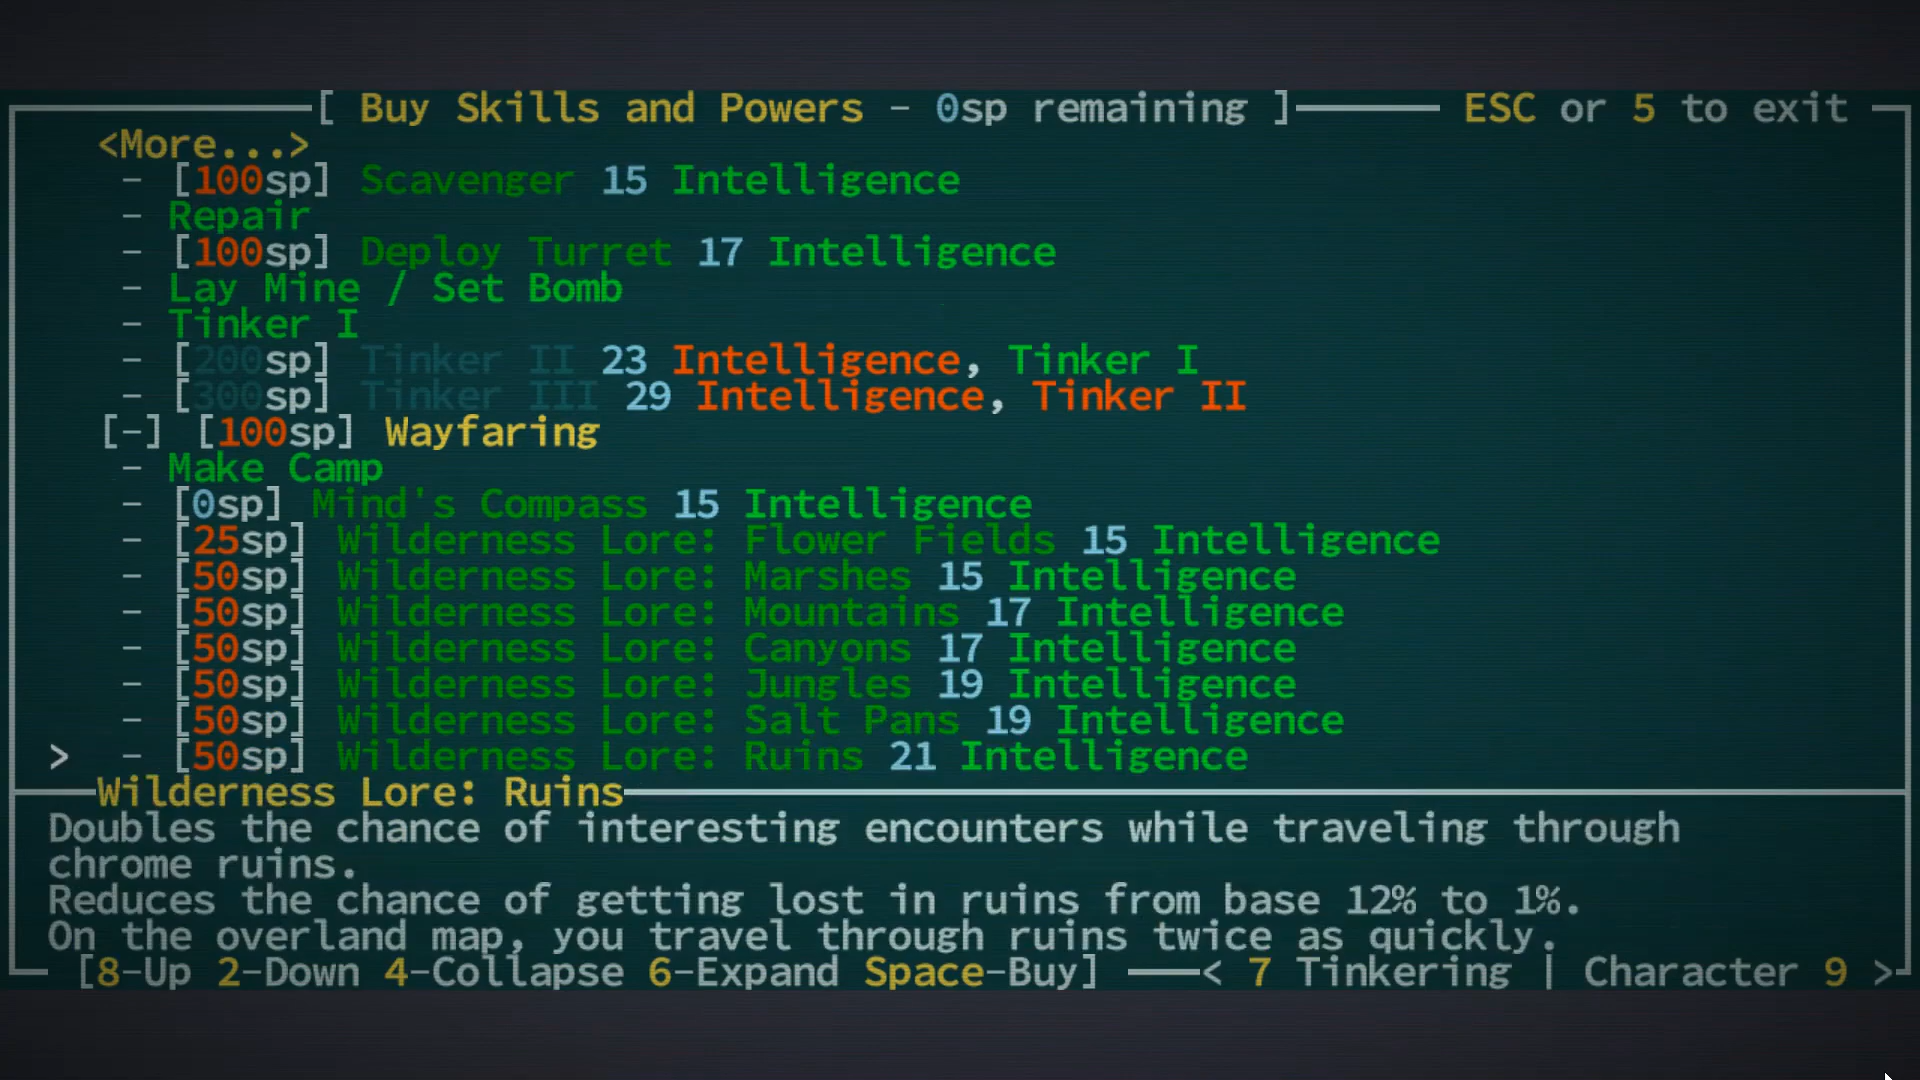 [ Buy Skills and Powers - 0sp remaining ] ESC or 5 to exit
<More...>
- [100sp] Scavenger 15 Intelligence
- Repair
- [100sp] Deploy Turret 17 Intelligence
- Lay Mine / Set Bomb
- Tinker I
- [200sp] Tinker II 23 Intelligence, Tinker I
- [300sp] Tinker III 29 Intelligence, Tinker II
[-] [100sp] Wayfaring
- Make Camp
- [0sp] Mind's Compass 15 Intelligence
- [25sp] Wilderness Lore: Flower Fields 15 Intelligence
- [50sp] Wilderness Lore: Marshes 15 Intelligence
- [50sp] Wilderness Lore: Mountains 17 Intelligence
- [50sp] Wilderness Lore: Canyons 17 Intelligence
- [50sp] Wilderness Lore: Jungles 19 Intelligence
- [50sp] Wilderness Lore: Salt Pans 19 Intelligence
> - [50sp] Wilderness Lore: Ruins 21 Intelligence
Wilderness Lore: Ruins
Doubles the chance of interesting encounters while traveling through
chrome ruins.
Reduces the chance of getting lost in ruins from base 12% to 1%.
On the overland map, you travel through ruins twice as quickly.
[8-Up 2-Down 4-Collapse 6-Expand Space-Buy] < 7 Tinkering | Character 9 >